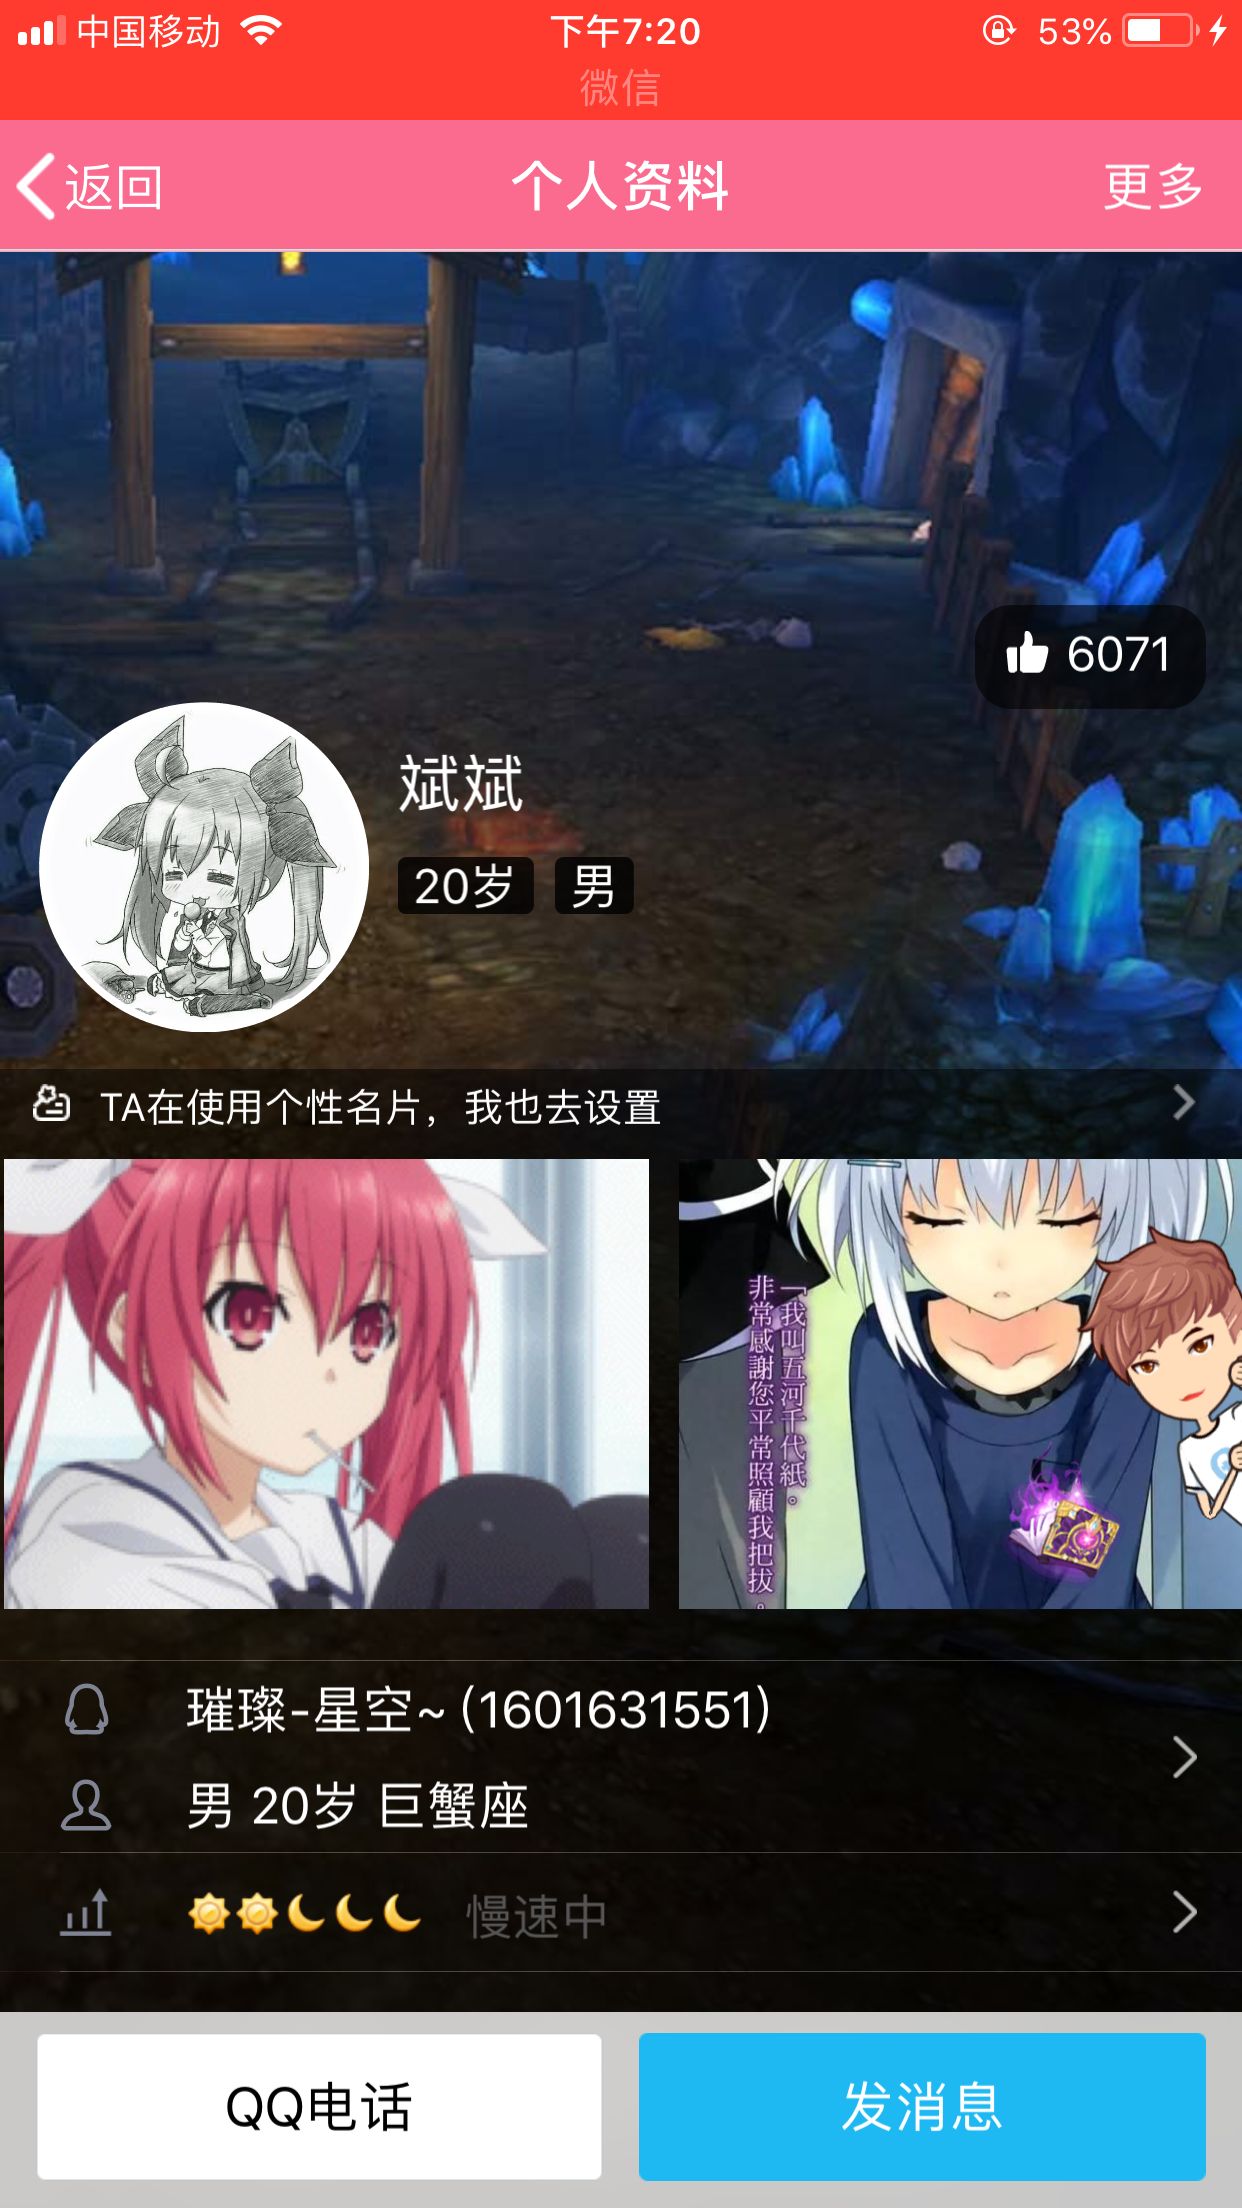 中国移动 下午7:20 53%
微信
返回 个人资料 更多
6071
斌斌
20岁 男
TA在使用个性名片，我也去设置
「我叫五河千代紙。
非常感謝您平常照顧我把拔。
璀璨-星空~ (1601631551)
男 20岁 巨蟹座
慢速中
QQ电话 发消息